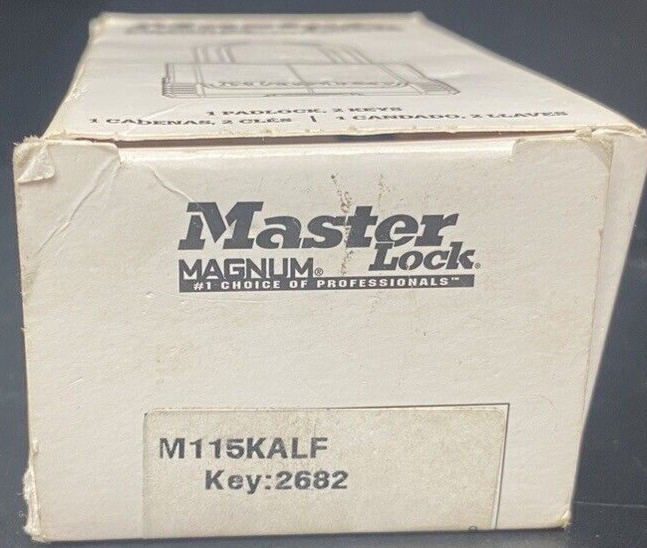 1 PADLOCK, 2 KEYS
1 CADENAS, 2 CLÉS | 1 CANDADO, 2 LLAVES
Master
Lock®
MAGNUM®
#1 CHOICE OF PROFESSIONALS™
M115KALF
Key:2682